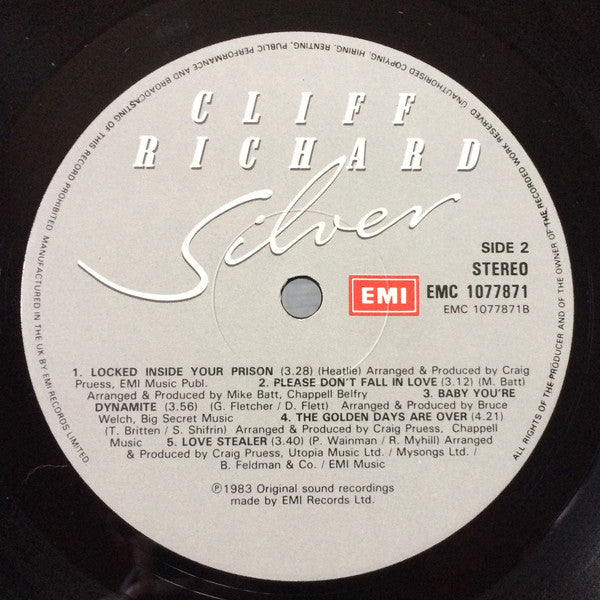 CLIFF
RICHARD
Silver
SIDE 2
STEREO
EMI
EMC 1077871
EMC 1077871B
1. LOCKED INSIDE YOUR PRISON (3.28) (Heatlie) Arranged & Produced by Craig
Pruess, EMI Music Publ. 2. PLEASE DON'T FALL IN LOVE (3.12) (M. Batt)
Arranged & Produced by Mike Batt, Chappell Belfry 3. BABY YOU'RE
DYNAMITE (3.56) (G. Fletcher / D. Flett) Arranged & Produced by Bruce
Welch, Big Secret Music 4. THE GOLDEN DAYS ARE OVER (4.21)
(T. Britten / S. Shifrin) Arranged & Produced by Craig Pruess, Chappell
Music 5. LOVE STEALER (3.40) (P. Wainman / R. Myhill) Arranged
& Produced by Craig Pruess, Utopia Music Ltd. / Mysongs Ltd. /
B. Feldman & Co. / EMI Music
℗ 1983 Original sound recordings
made by EMI Records Ltd.
MANUFACTURED IN THE UK BY EMI RECORDS LIMITED
ALL RIGHTS OF THE PRODUCER AND OF THE OWNER OF THE RECORDED WORK RESERVED UNAUTHORISED COPYING, HIRING, RENTING, PUBLIC PERFORMANCE AND BROADCASTING OF THIS RECORD PROHIBITED